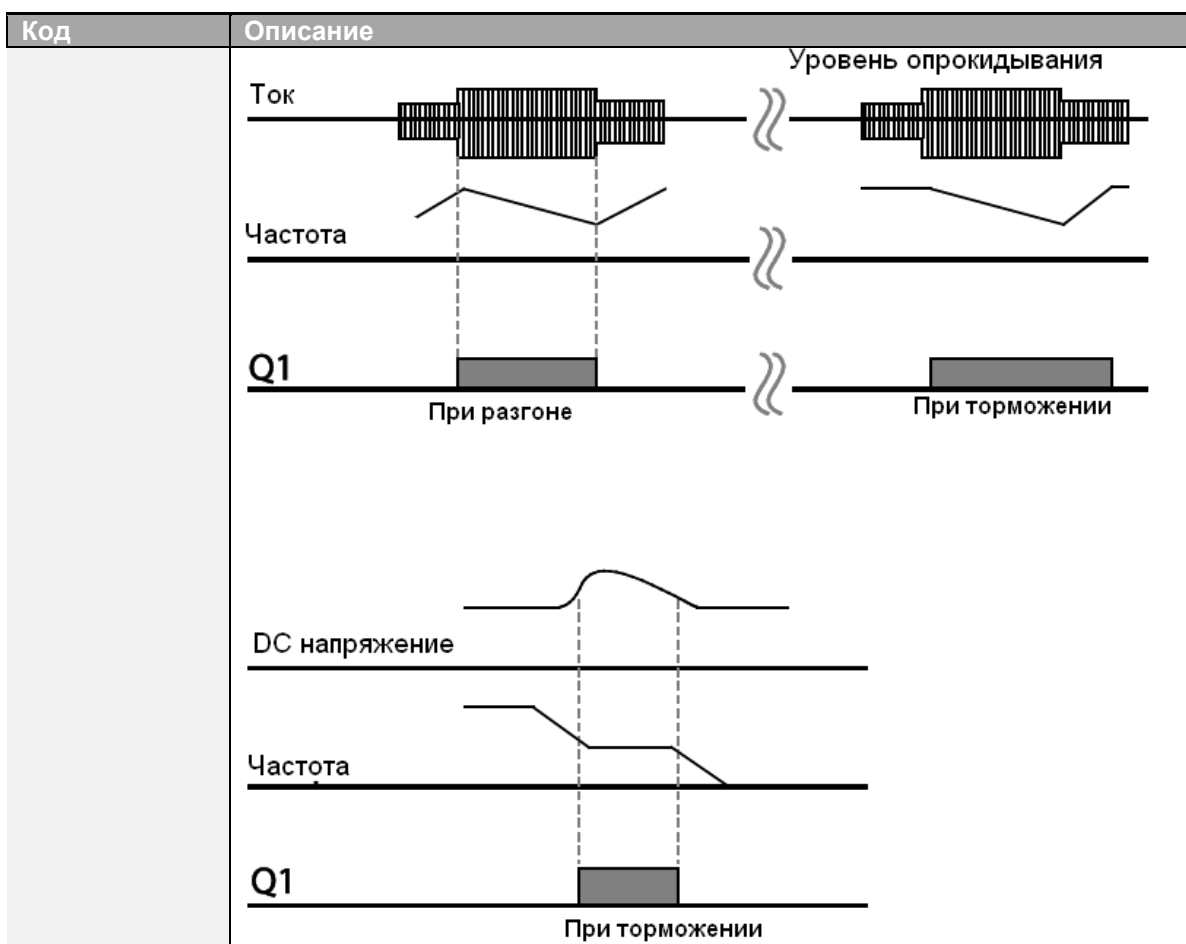 Код Описание
Уровень опрокидывания
Ток
Частота
Q1
При разгоне При торможении
DC напряжение
Частота
Q1
При торможении